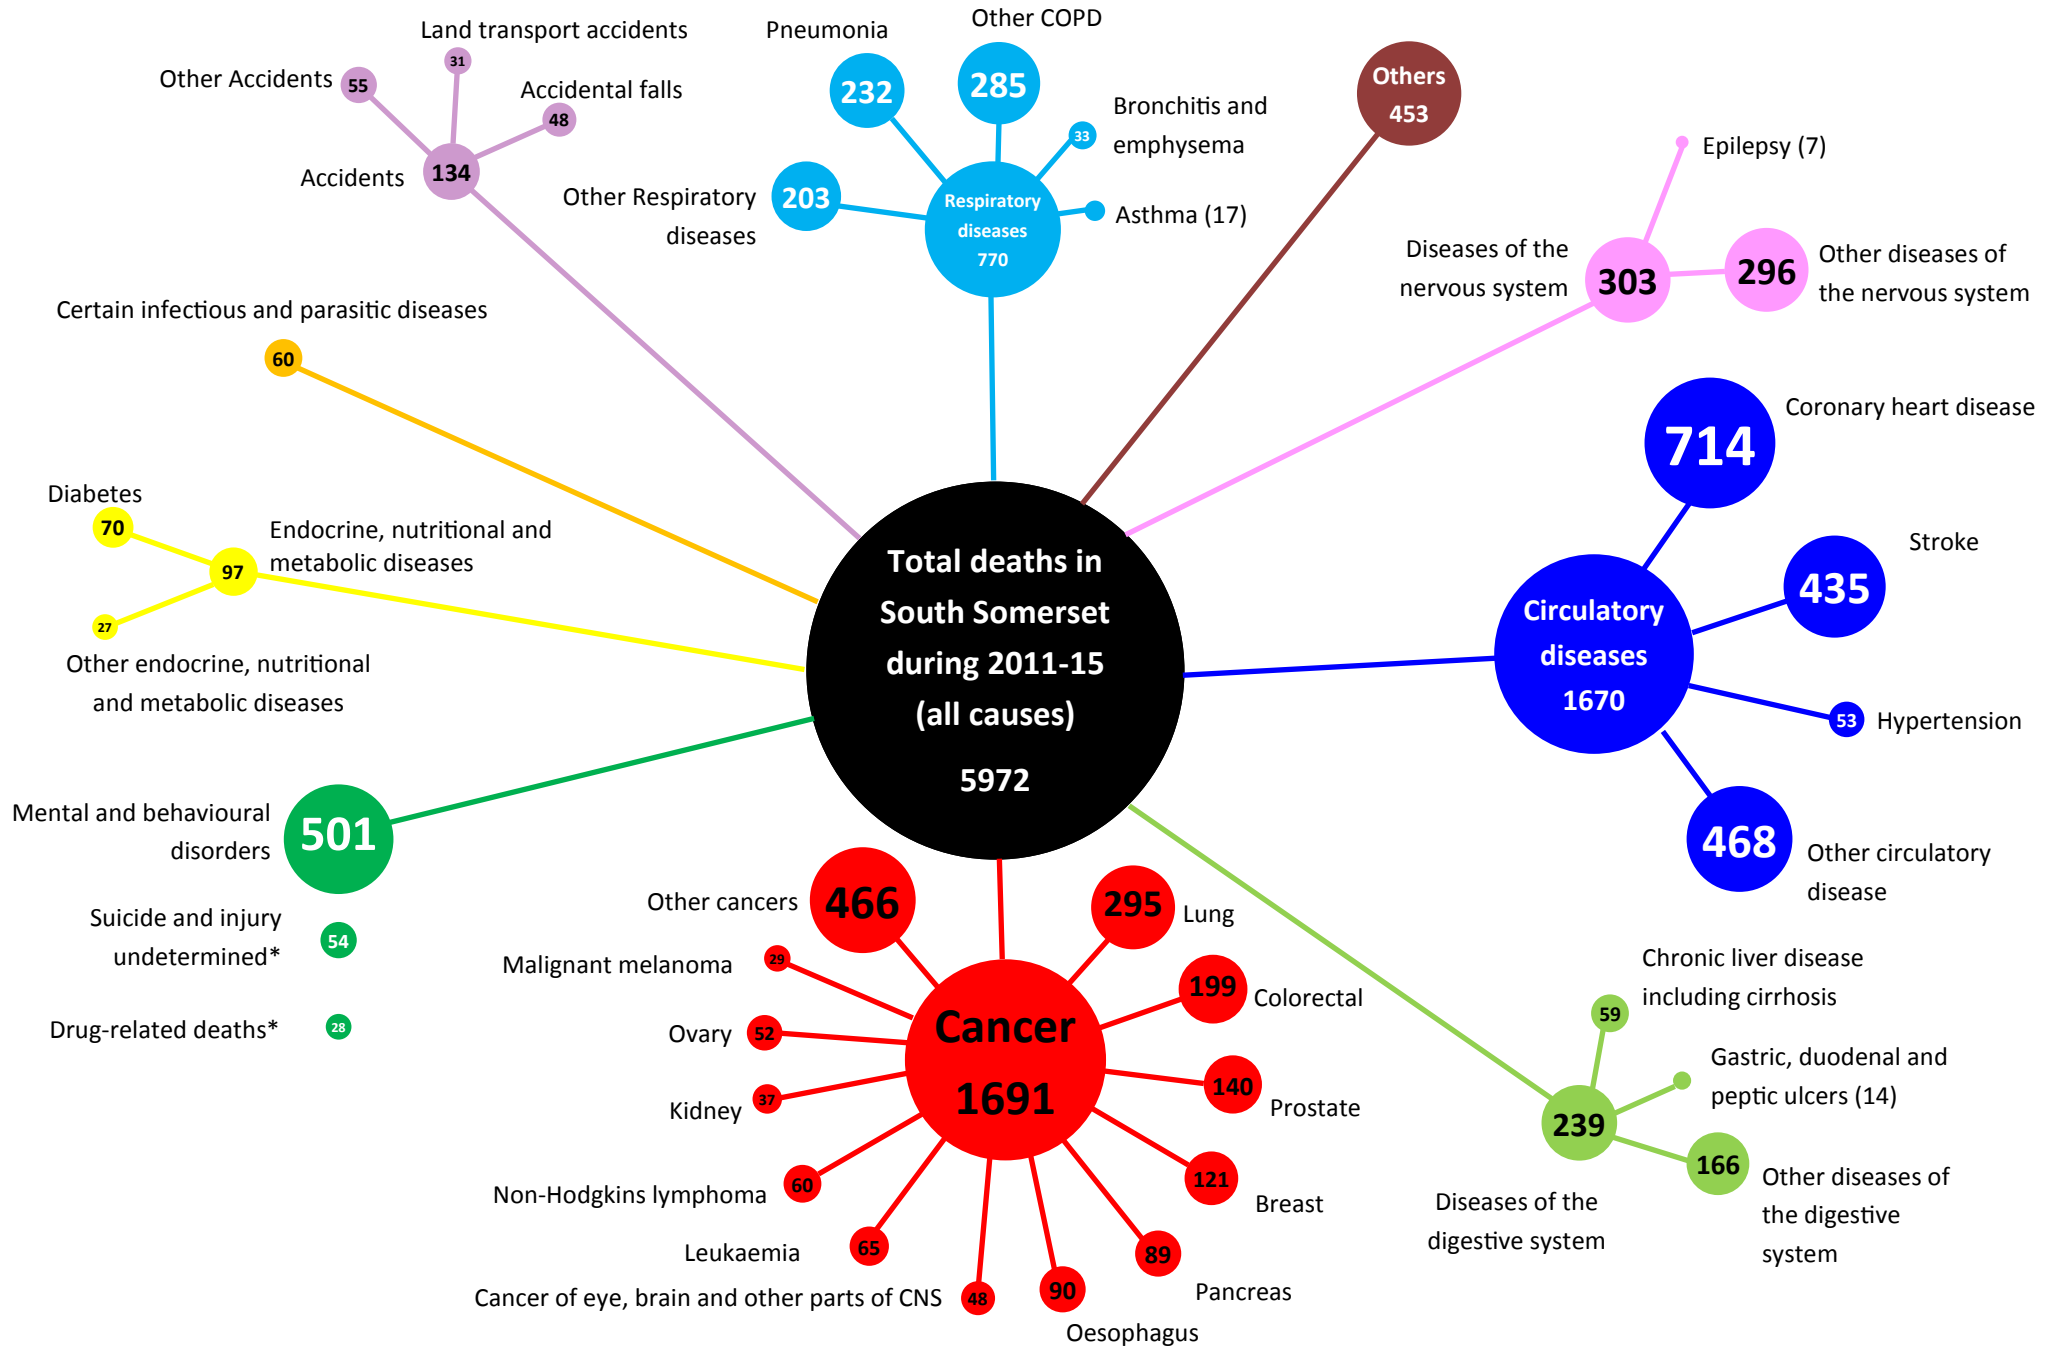 Land transport accidents
31
Other Accidents
55
Accidental falls
48
Accidents
134
Pneumonia
232
Other COPD
285
Bronchitis and
emphysema
33
Other Respiratory
diseases
203
Respiratory
diseases
770
Asthma (17)
Others
453
Epilepsy (7)
Diseases of the
nervous system
303
296
Other diseases of
the nervous system
Certain infectious and parasitic diseases
60
Diabetes
70
97
Endocrine, nutritional and
metabolic diseases
27
Other endocrine, nutritional
and metabolic diseases
Total deaths in
South Somerset
during 2011-15
(all causes)
5972
Circulatory
diseases
1670
714
Coronary heart disease
435
Stroke
53
Hypertension
468
Other circulatory
disease
Mental and behavioural
disorders
501
Suicide and injury
undetermined*
54
Drug-related deaths*
28
Cancer
1691
Other cancers
466
295
Lung
Malignant melanoma
29
199
Colorectal
Ovary
52
140
Prostate
Kidney
37
121
Breast
Non-Hodgkins lymphoma
60
89
Pancreas
Leukaemia
65
90
Oesophagus
Cancer of eye, brain and other parts of CNS
48
Chronic liver disease
including cirrhosis
59
Gastric, duodenal and
peptic ulcers (14)
239
166
Diseases of the
digestive system
Other diseases of
the digestive
system